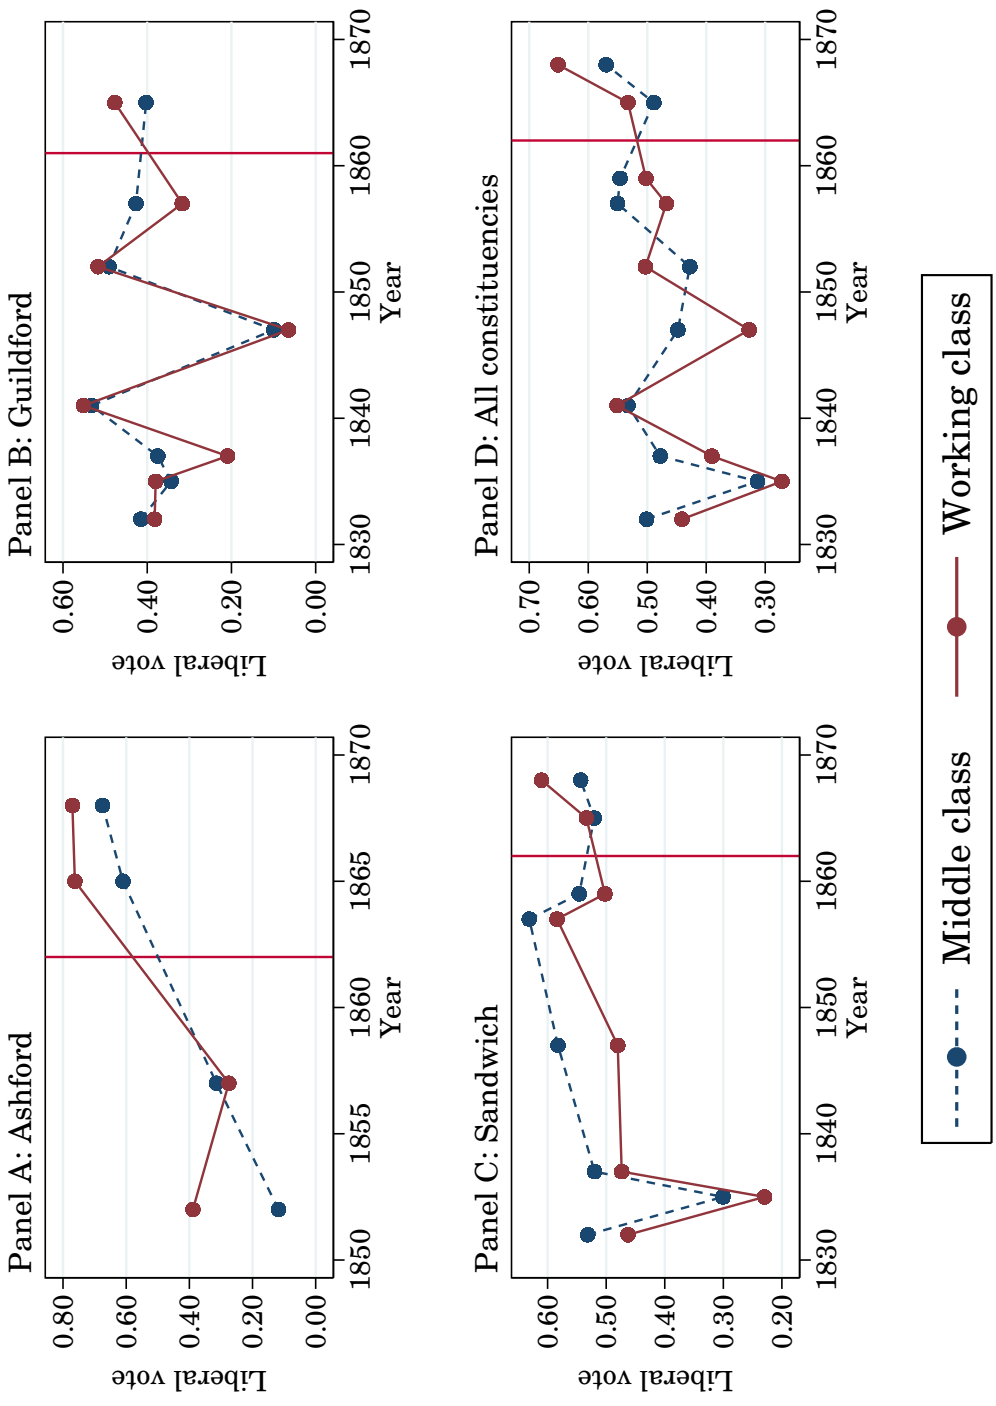 Panel A: Ashford
Liberal vote
0.80
0.60
0.40
0.20
0.00
1850
1855
1860
1865
1870
Year
Panel B: Guildford
Liberal vote
0.60
0.40
0.20
0.00
1830
1840
1850
1860
1870
Year
Panel C: Sandwich
Liberal vote
0.60
0.50
0.40
0.30
0.20
1830
1840
1850
1860
1870
Year
Panel D: All constituencies
Liberal vote
0.70
0.60
0.50
0.40
0.30
1830
1840
1850
1860
1870
Year
Middle class
Working class